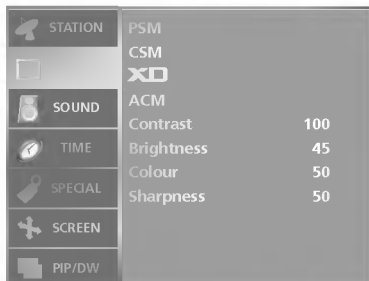 STATION
SOUND
TIME
SPECIAL
SCREEN
PIP/DW
PSM
CSM
XD
ACM
Contrast 100
Brightness 45
Colour 50
Sharpness 50